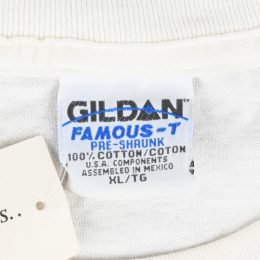 GILDAN
FAMOUS-T
PRE-SHRUNK
100% COTTON/COTON
U.S.A. COMPONENTS
ASSEMBLED IN MEXICO
XL/TG
s..